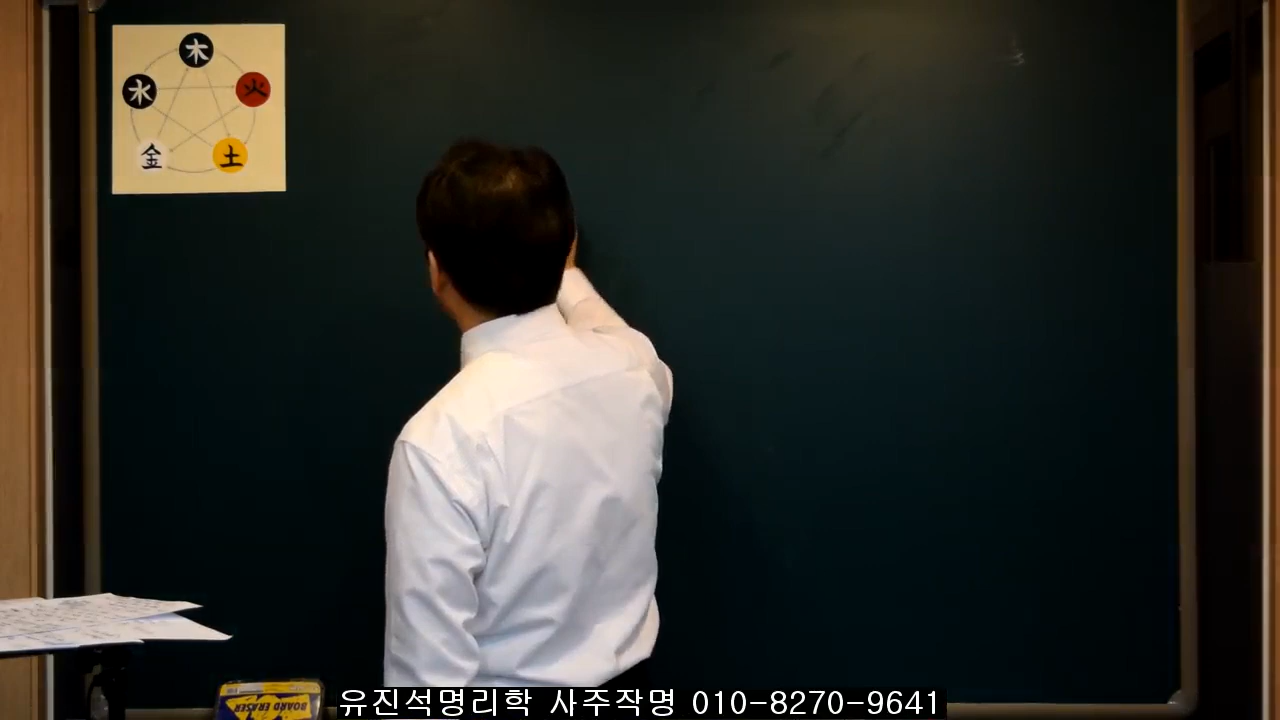 木
水 火
金 土
BOARD ERASER
유진석명리학 사주작명 010-8270-9641